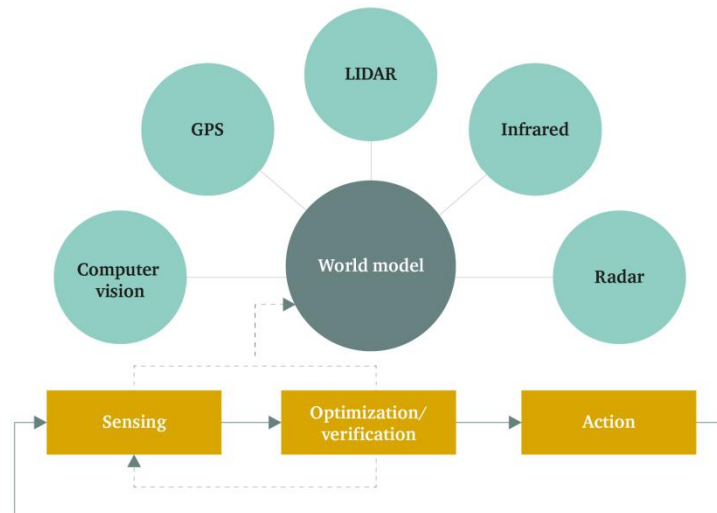 LIDAR
GPS
Infrared
Computer
vision
World model
Radar
Sensing
Optimization/
verification
Action